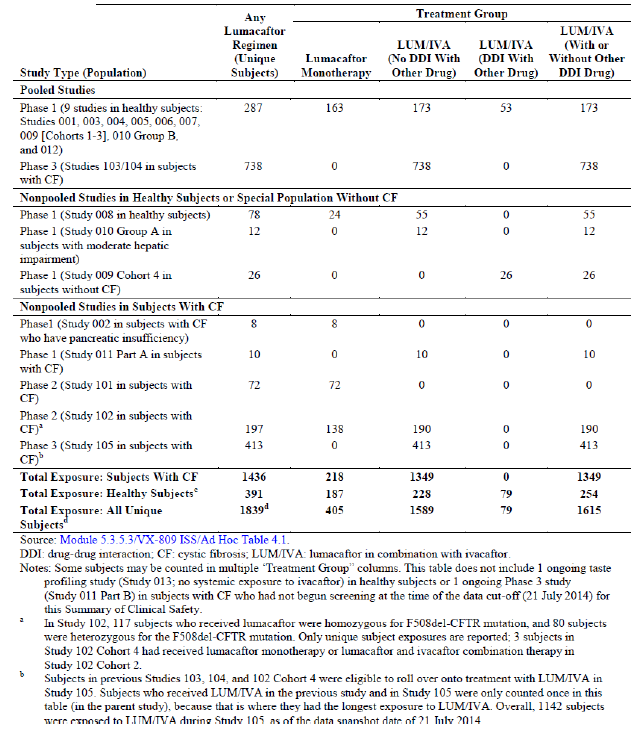 Treatment Group
Any
Lumacaftor
Regimen
(Unique
Subjects)
Lumacaftor
Monotherapy
LUM/IVA
(No DDI With
Other Drug)
LUM/IVA
(DDI With
Other Drug)
LUM/IVA
(With or
Without Other
DDI Drug)
Study Type (Population)
Pooled Studies
Phase 1 (9 studies in healthy subjects: 287 163 173 53 173
Studies 001, 003, 004, 005, 006, 007,
009 [Cohorts 1-3], 010 Group B,
and 012)
Phase 3 (Studies 103/104 in subjects 738 0 738 0 738
with CF)
Nonpooled Studies in Healthy Subjects or Special Population Without CF
Phase 1 (Study 008 in healthy subjects) 78 24 55 0 55
Phase 1 (Study 010 Group A in 12 0 12 0 12
subjects with moderate hepatic
impairment)
Phase 1 (Study 009 Cohort 4 in 26 0 0 26 26
subjects without CF)
Nonpooled Studies in Subjects With CF
Phase1 (Study 002 in subjects with CF 8 8 0 0 0
who have pancreatic insufficiency)
Phase 1 (Study 011 Part A in subjects 10 0 10 0 10
with CF)
Phase 2 (Study 101 in subjects with 72 72 0 0 0
CF)
Phase 2 (Study 102 in subjects with
CF)a 197 138 190 0 190
Phase 3 (Study 105 in subjects with 413 0 413 0 413
CF)b
Total Exposure: Subjects With CF 1436 218 1349 0 1349
Total Exposure: Healthy Subjectsc 391 187 228 79 254
Total Exposure: All Unique 1839d 405 1589 79 1615
Subjectsd
Source: Module 5.3.5.3/VX-809 ISS/Ad Hoc Table 4.1.
DDI: drug-drug interaction; CF: cystic fibrosis; LUM/IVA: lumacaftor in combination with ivacaftor.
Notes: Some subjects may be counted in multiple ‘Treatment Group” columns. This table does not include 1 ongoing taste
profiling study (Study 013; no systemic exposure to ivacaftor) in healthy subjects or 1 ongoing Phase 3 study
(Study 011 Part B) in subjects with CF who had not begun screening at the time of the data cut-off (21 July 2014) for
this Summary of Clinical Safety.
a In Study 102, 117 subjects who received lumacaftor were homozygous for F508del-CFTR mutation, and 80 subjects
were heterozygous for the F508del-CFTR mutation. Only unique subject exposures are reported; 3 subjects in
Study 102 Cohort 4 had received lumacaftor monotherapy or lumacaftor and ivacaftor combination therapy in
Study 102 Cohort 2.
b Subjects in previous Studies 103, 104, and 102 Cohort 4 were eligible to roll over onto treatment with LUM/IVA in
Study 105. Subjects who received LUM/IVA in the previous study and in Study 105 were only counted once in this
table (in the parent study), because that is where they had the longest exposure to LUM/IVA. Overall, 1142 subjects
were exposed to LUM/IVA during Study 105, as of the data snapshot date of 21 July 2014